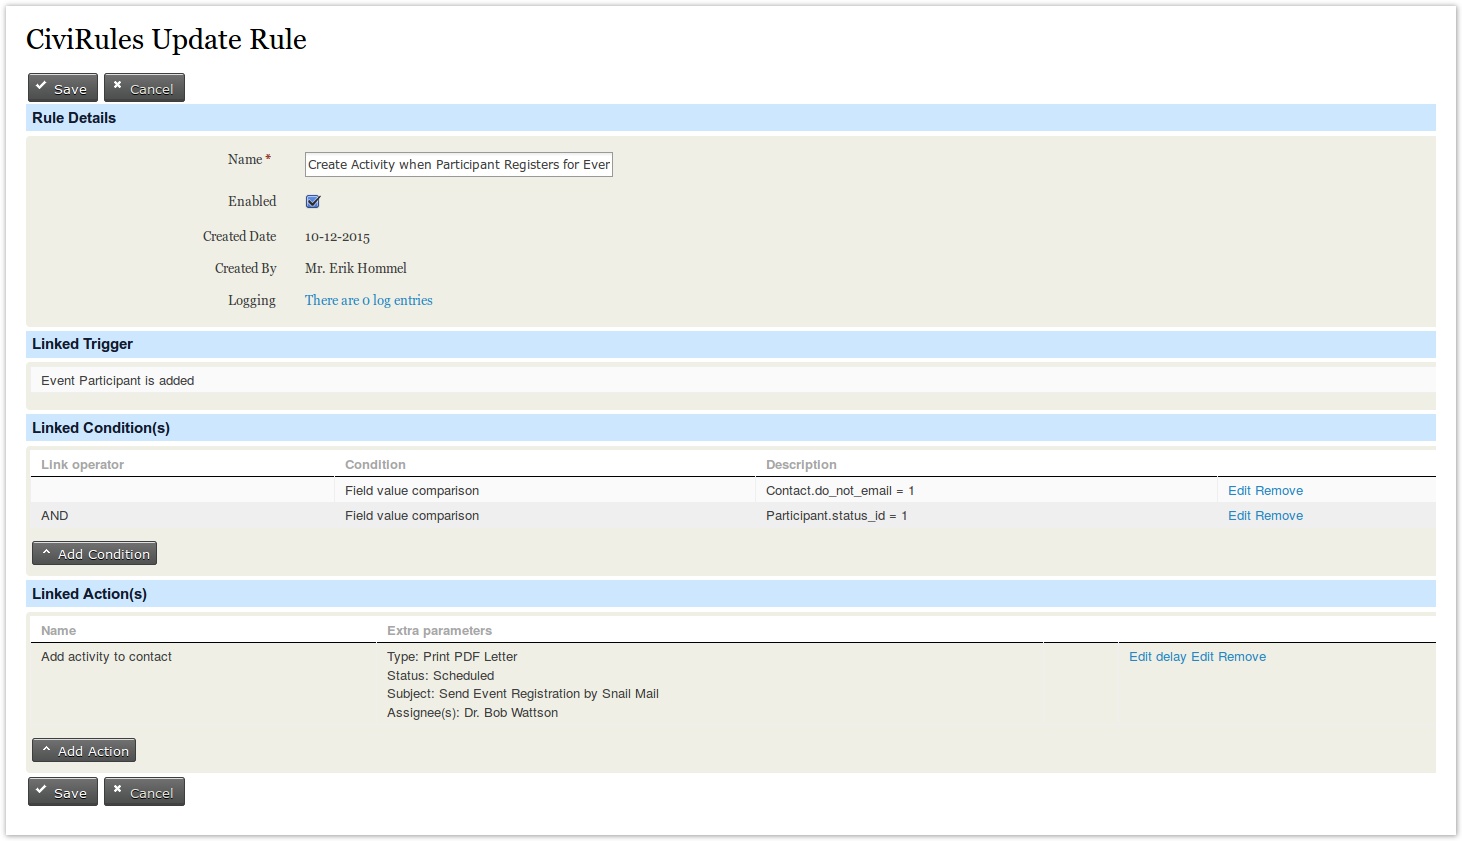 CiviRules Update Rule
Save Cancel
Rule Details
Name * Create Activity when Participant Registers for Ever
Enabled
Created Date 10-12-2015
Created By Mr. Erik Hommel
Logging There are 0 log entries
Linked Trigger
Event Participant is added
Linked Condition(s)
Link operator Condition Description
Field value comparison Contact.do_not_email = 1 Edit Remove
AND Field value comparison Participant.status_id = 1 Edit Remove
Add Condition
Linked Action(s)
Name Extra parameters
Add activity to contact Type: Print PDF Letter Edit delay Edit Remove
Status: Scheduled
Subject: Send Event Registration by Snail Mail
Assignee(s): Dr. Bob Wattson
Add Action
Save Cancel